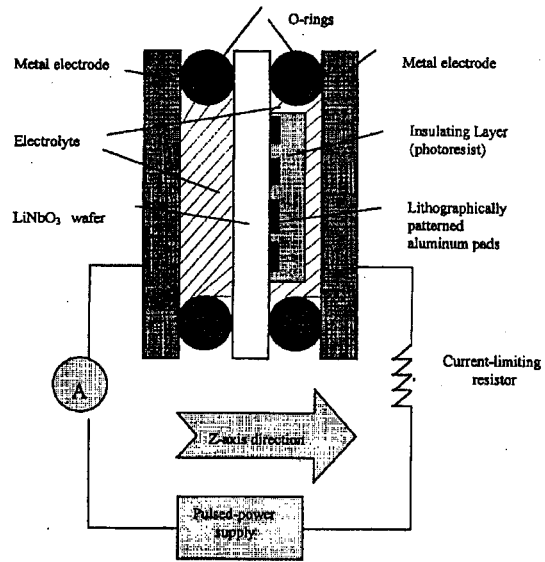 O-rings
Metal electrode
Metal electrode
Electrolyte
Insulating Layer
(photoresist)
LiNbO₃ wafer
Lithographically
patterned
aluminum pads
A
Current-limiting
resistor
Z-axis direction
Pulsed-power
supply